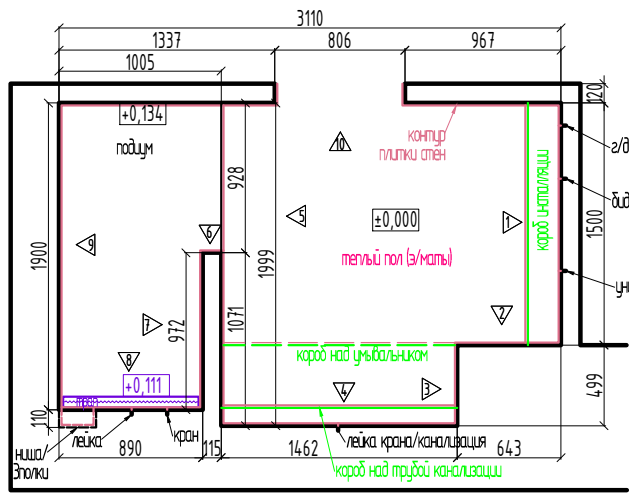 3110
1337
806
967
1005
120
+0,134
подиум
контур
плитки стен
г/д
10
короб инсталляции
928
±0,000
5
1
1500
6
9
1900
1999
теплый пол (э/маты)
972
1071
7
2
8
короб над умывальником
+0,111
трап
4
3
499
110
лейка
кран
лейка крана/канализация
ниша/
3полки
890
115
1462
643
короб над трубой канализации